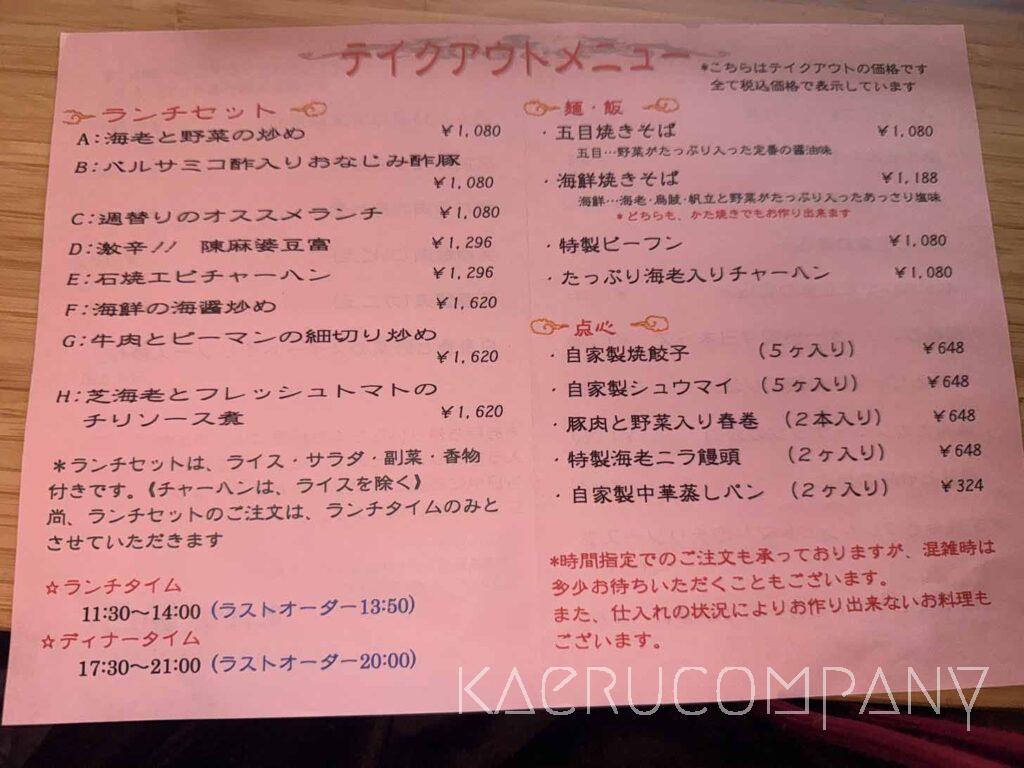 テイクアウトメニュー
*こちらはテイクアウトの価格です
全て税込価格で表示しています
ランチセット
A:海老と野菜の炒め ¥1,080
B:バルサミコ酢入りおなじみ酢豚
¥1,080
C:週替りのオススメランチ ¥1,080
D:激辛!! 陳麻婆豆富 ¥1,296
E:石焼エビチャーハン ¥1,296
F:海鮮の海醤炒め ¥1,620
G:牛肉とピーマンの細切り炒め
¥1,620
H:芝海老とフレッシュトマトの
チリソース煮 ¥1,620
*ランチセットは、ライス・サラダ・副菜・香物
付きです。《チャーハンは、ライスを除く》
尚、ランチセットのご注文は、ランチタイムのみと
させていただきます
☆ランチタイム
11:30~14:00 (ラストオーダー13:50)
☆ディナータイム
17:30~21:00 (ラストオーダー20:00)
麺・飯
・五目焼きそば ¥1,080
五目…野菜がたっぷり入った定番の醤油味
・海鮮焼きそば ¥1,188
海鮮…海老・烏賊・帆立と野菜がたっぷり入ったあっさり塩味
*どちらも、かた焼きでもお作り出来ます
・特製ビーフン ¥1,080
・たっぷり海老入りチャーハン ¥1,080
点心
・自家製焼餃子 (5ヶ入り) ¥648
・自家製シュウマイ (5ヶ入り) ¥648
・豚肉と野菜入り春巻 (2本入り) ¥648
・特製海老ニラ饅頭 (2ヶ入り) ¥648
・自家製中華蒸しパン (2ヶ入り) ¥324
*時間指定でのご注文も承っておりますが、混雑時は
多少お待ちいただくこともございます。
また、仕入れの状況によりお作り出来ないお料理も
ございます。
KAERUCOMPANY